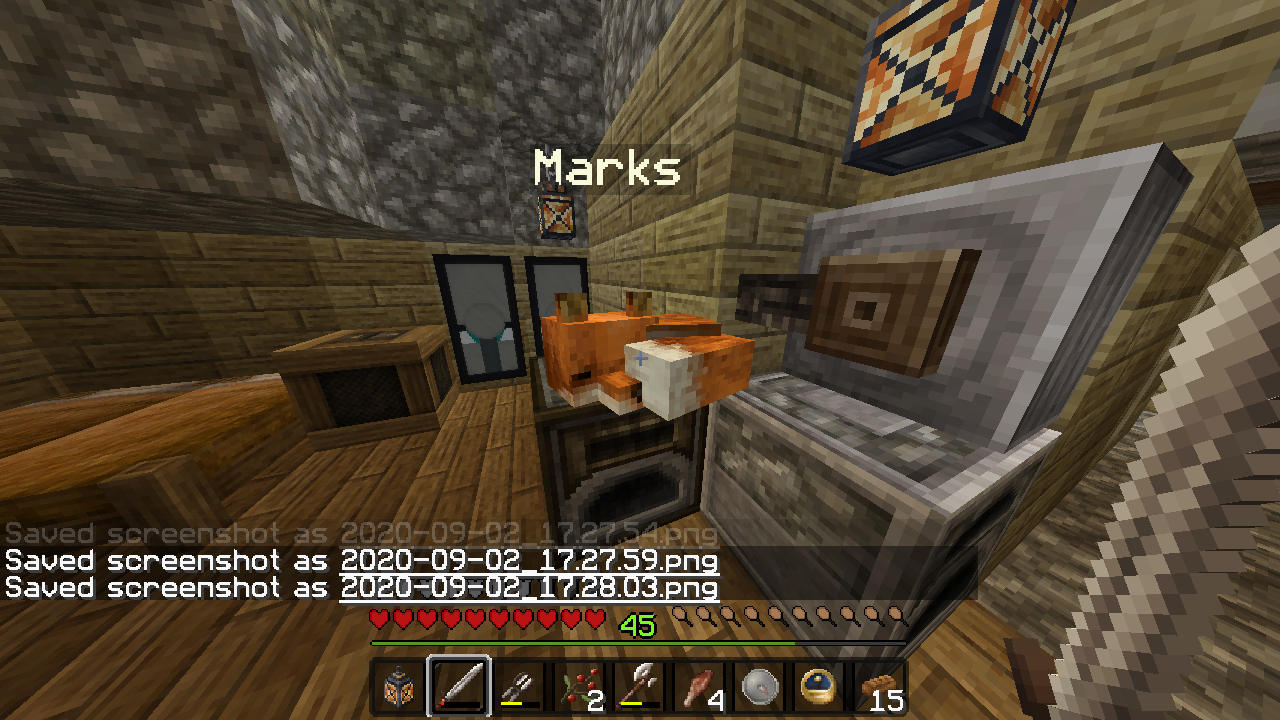 Marks
Saved screenshot as 2020-09-02_17.27.54.png
Saved screenshot as 2020-09-02_17.27.59.png
Saved screenshot as 2020-09-02_17.28.03.png
45
2
4
15